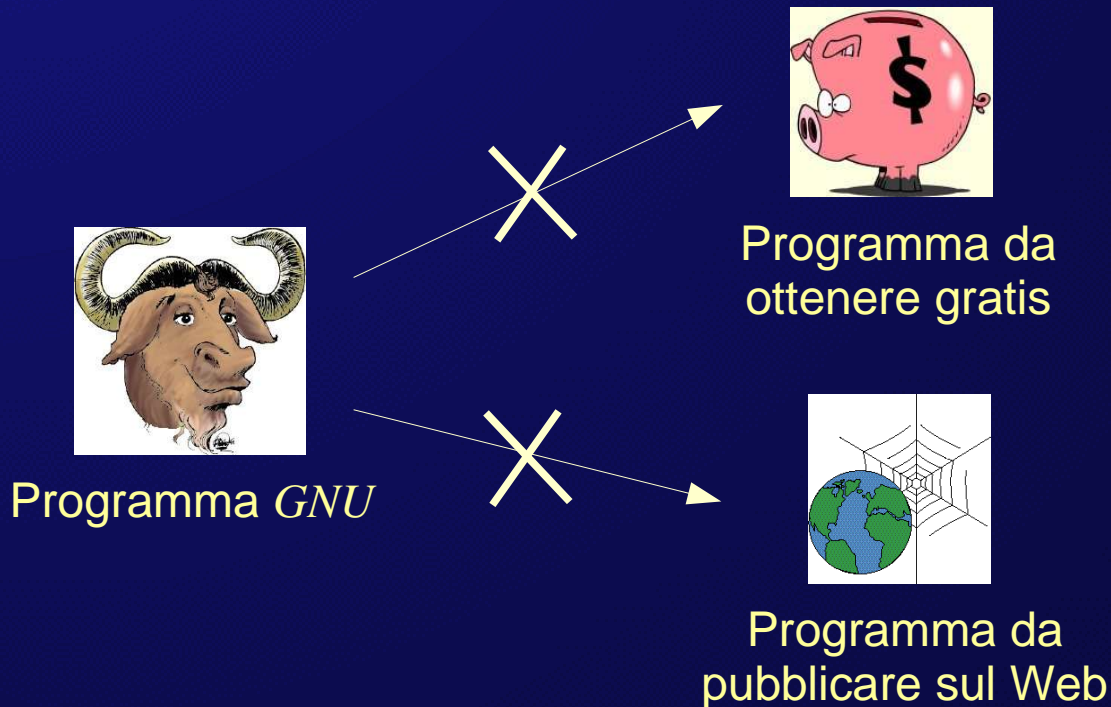 Programma GNU
$
Programma da
ottenere gratis
Programma da
pubblicare sul Web